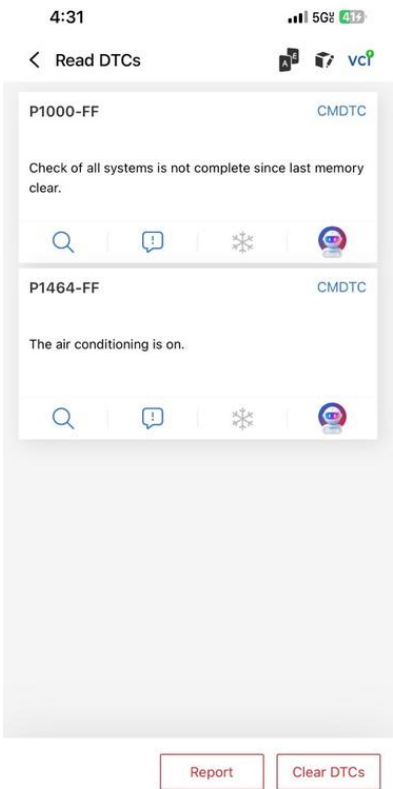 4:31
5G 41
Read DTCs
A E
VCI
P1000-FF
CMDTC
Check of all systems is not complete since last memory
clear.
P1464-FF
CMDTC
The air conditioning is on.
Report
Clear DTCs